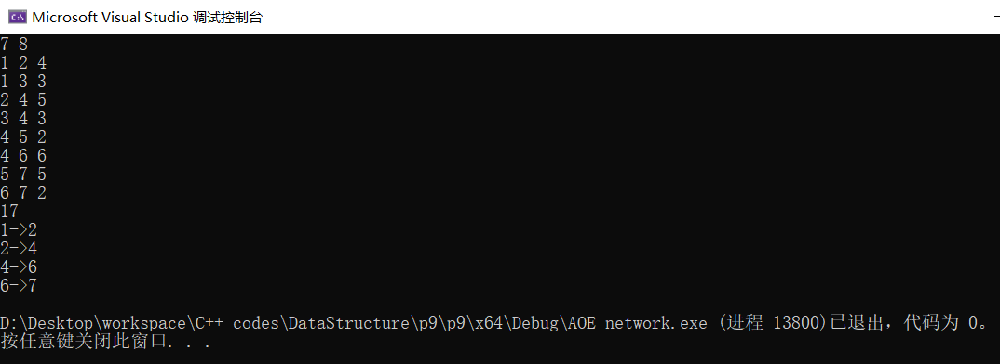 Microsoft Visual Studio 调试控制台
7 8
1 2 4
1 3 3
2 4 5
3 4 3
4 5 2
4 6 6
5 7 5
6 7 2
17
1->2
2->4
4->6
6->7
D:\Desktop\workspace\C++ codes\DataStructure\p9\p9\x64\Debug\AOE_network.exe (进程 13800)已退出，代码为 0。
按任意键关闭此窗口. . .